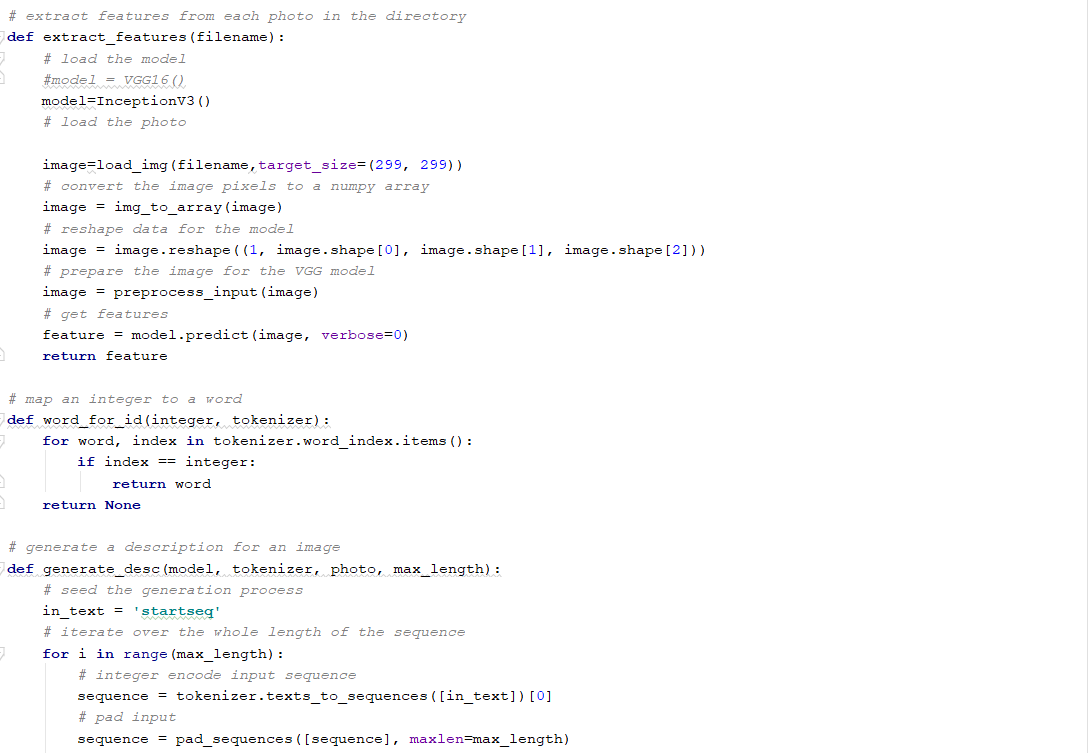 # extract features from each photo in the directory
def extract_features(filename):
    # load the model
    #model = VGG16()
    model=InceptionV3()
    # load the photo

    image=load_img(filename,target_size=(299, 299))
    # convert the image pixels to a numpy array
    image = img_to_array(image)
    # reshape data for the model
    image = image.reshape((1, image.shape[0], image.shape[1], image.shape[2]))
    # prepare the image for the VGG model
    image = preprocess_input(image)
    # get features
    feature = model.predict(image, verbose=0)
    return feature

# map an integer to a word
def word_for_id(integer, tokenizer):
    for word, index in tokenizer.word_index.items():
        if index == integer:
            return word
    return None

# generate a description for an image
def generate_desc(model, tokenizer, photo, max_length):
    # seed the generation process
    in_text = 'startseq'
    # iterate over the whole length of the sequence
    for i in range(max_length):
        # integer encode input sequence
        sequence = tokenizer.texts_to_sequences([in_text])[0]
        # pad input
        sequence = pad_sequences([sequence], maxlen=max_length)